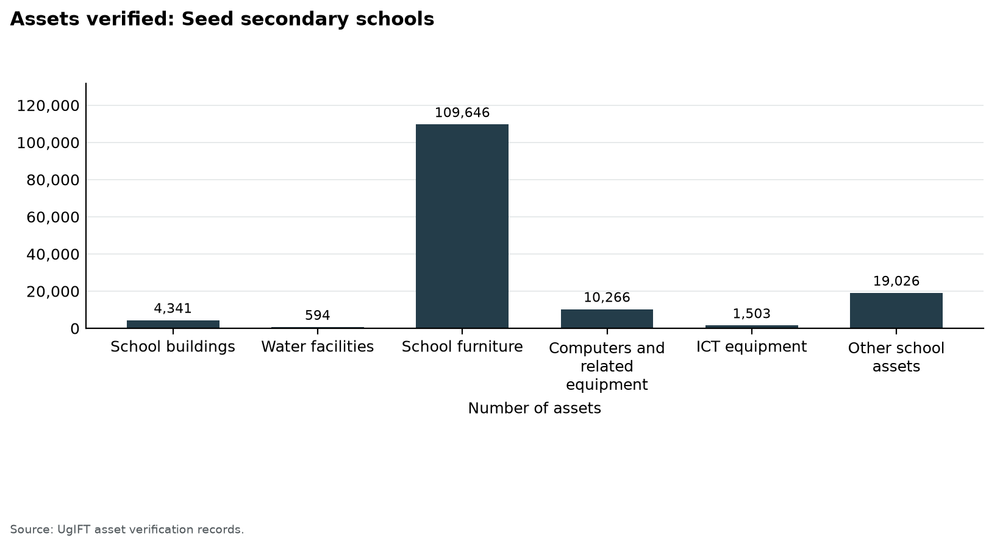 Assets verified: Seed secondary schools
120,000
100,000
80,000
60,000
40,000
20,000
0
4,341
594
109,646
10,266
1,503
19,026
School buildings
Water facilities
School furniture
Computers and
related
equipment
ICT equipment
Other school
assets
Number of assets
Source: UgIFT asset verification records.